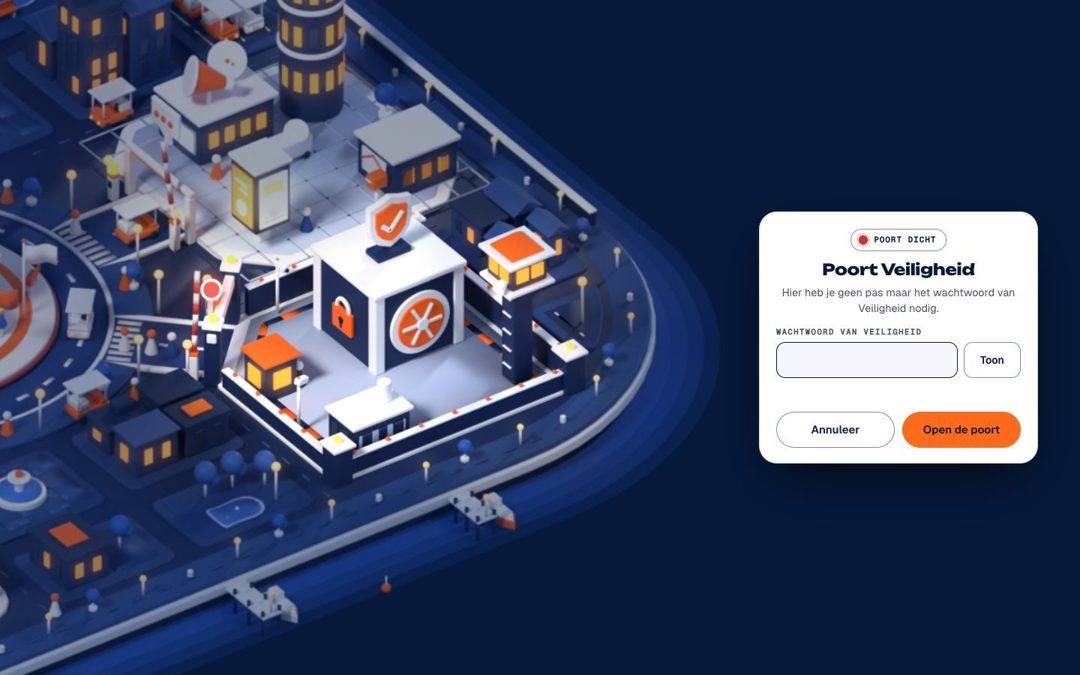 POORT DICHT
Poort Veiligheid
Hier heb je geen pas maar het wachtwoord van
Veiligheid nodig.
WACHTWOORD VAN VEILIGHEID
Toon
Annuleer
Open de poort